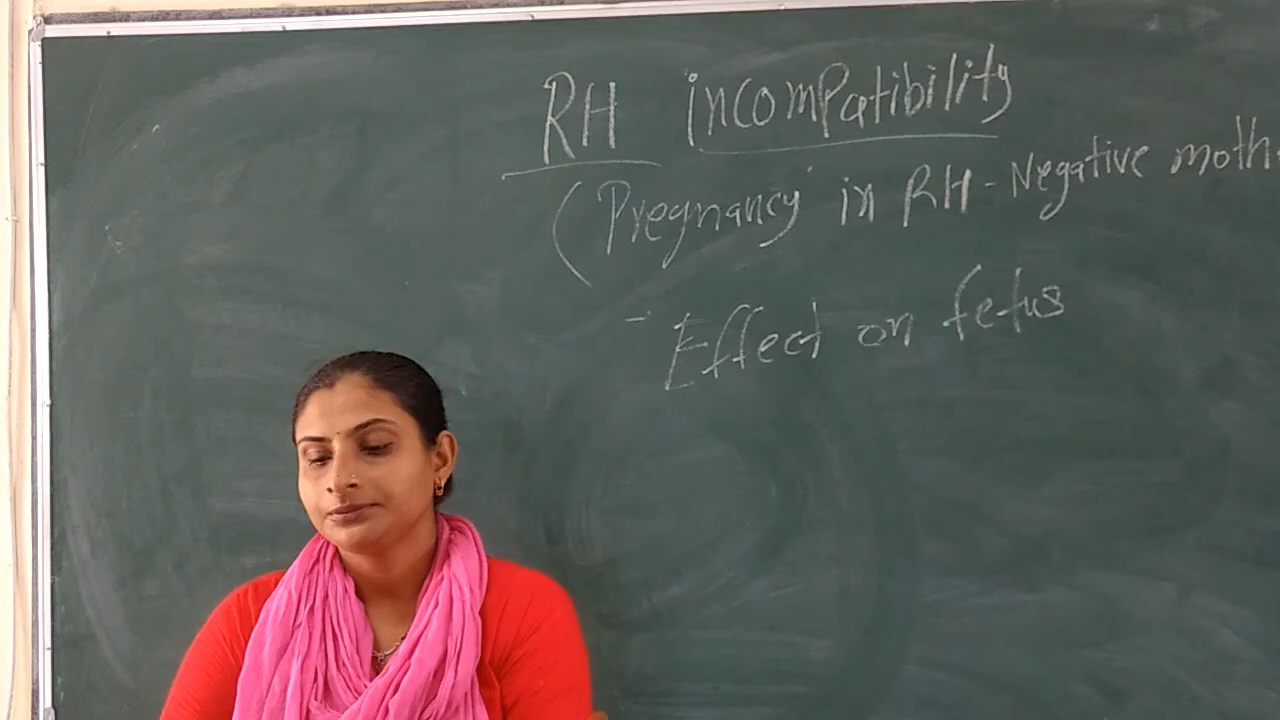 RH incompatibility
(Pregnancy in RH-Negative moth
- Effect on fetus